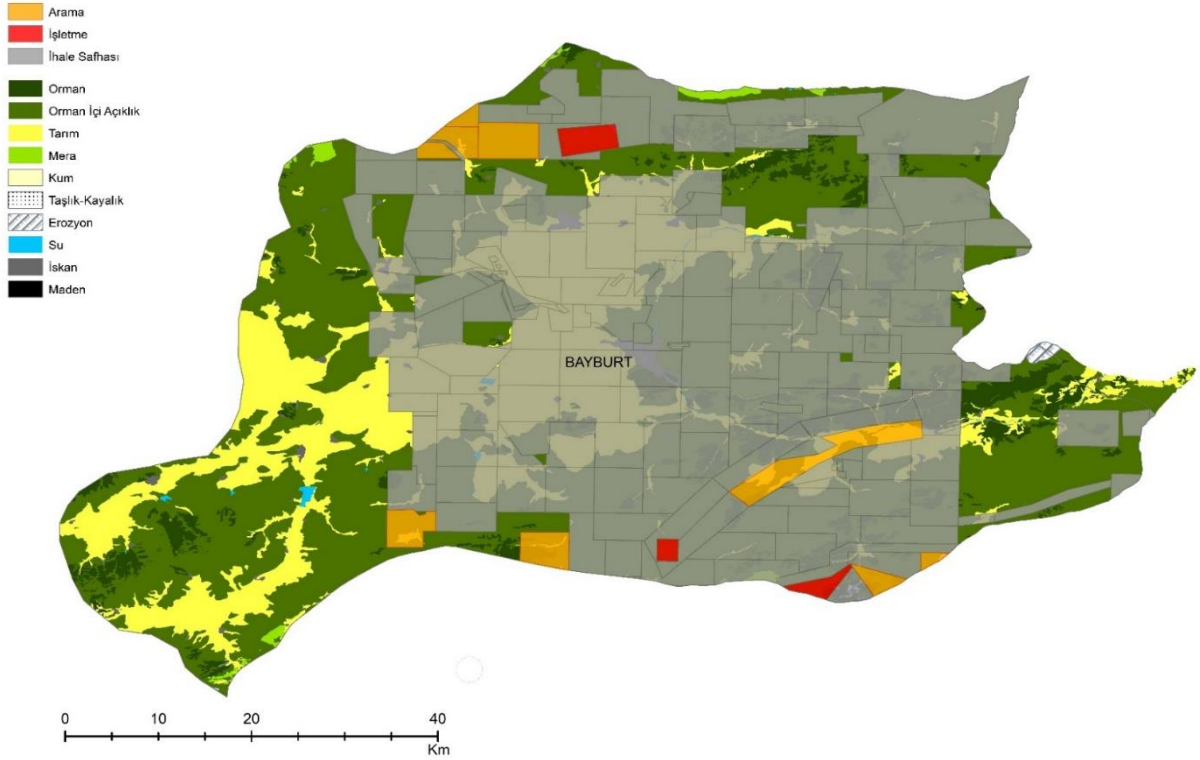 Arama
İşletme
İhale Safhası
Orman
Orman İçi Açıklık
Tarım
Mera
Kum
Taşlık-Kayalık
Erozyon
Su
İskan
Maden
BAYBURT
0 10 20 40
Km